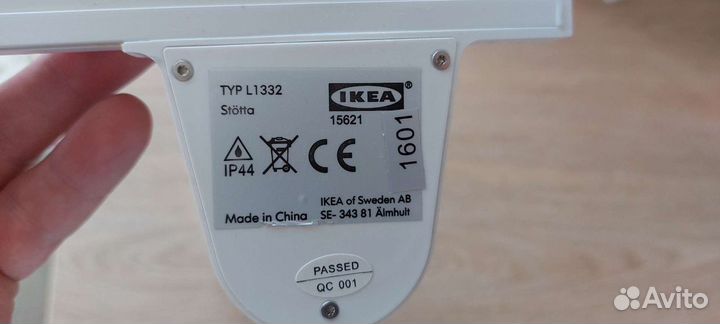 TYP L1332
Stötta
IKEA®
15621
1601
IP44
CE
IKEA of Sweden AB
SE- 343 81 Älmhult
Made in China
PASSED
QC 001
Avito